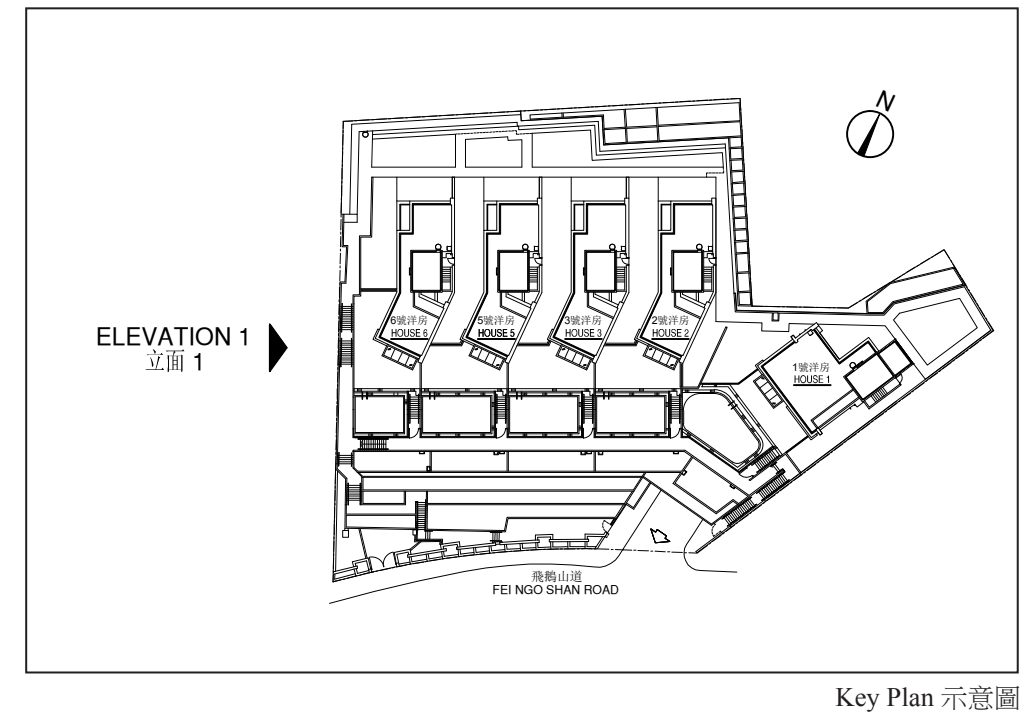 N
ELEVATION 1
立面 1
6號洋房
HOUSE 6
5號洋房
HOUSE 5
3號洋房
HOUSE 3
2號洋房
HOUSE 2
1號洋房
HOUSE 1
飛鵝山道
FEI NGO SHAN ROAD
Key Plan 示意圖